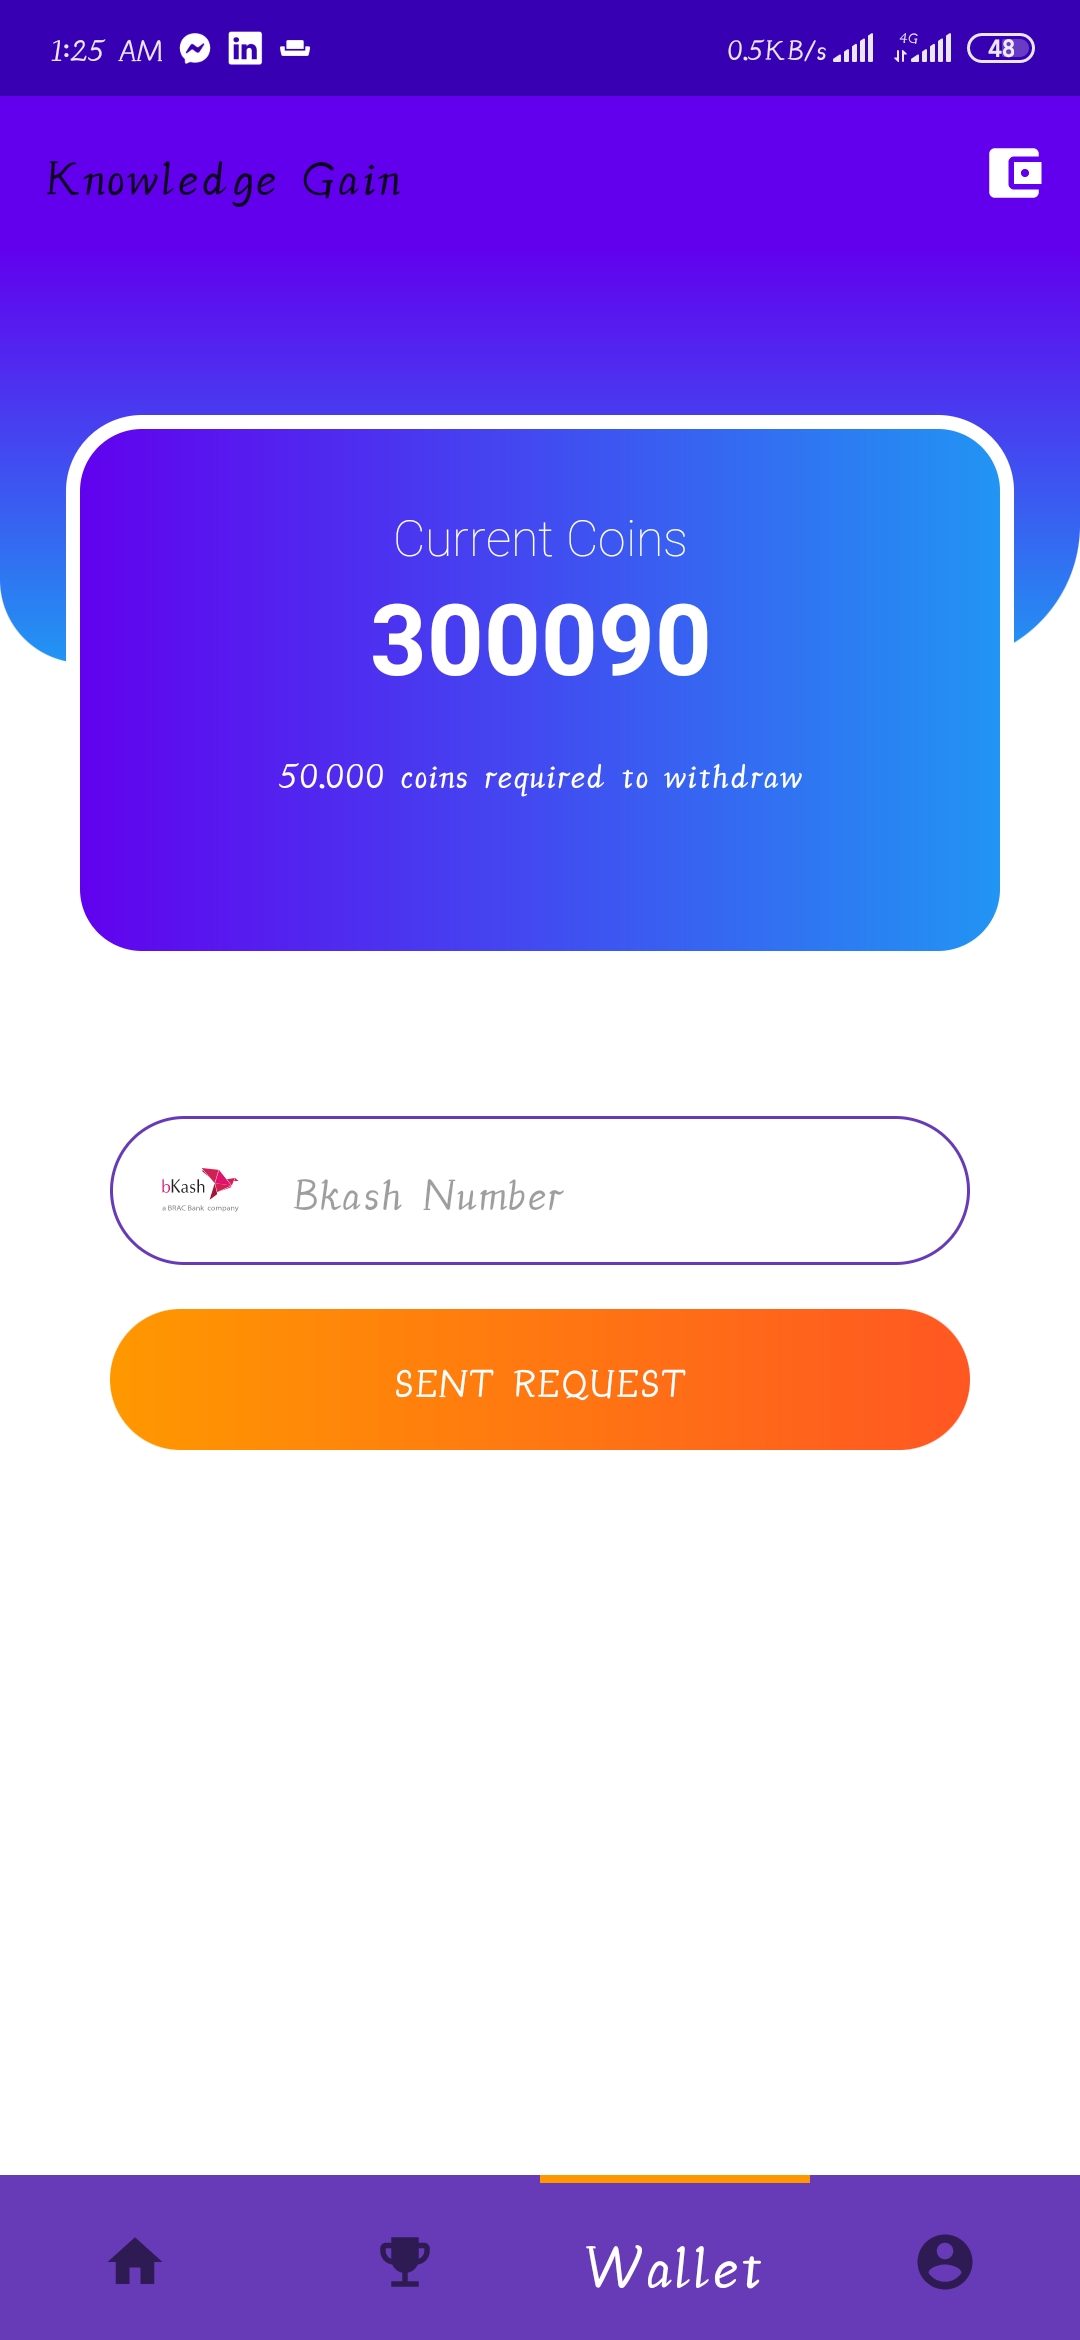 1:25 AM
0.5KB/s
4G
48
Knowledge Gain
Current Coins
300090
50.000 coins required to withdraw
bKash
a BRAC Bank company
Bkash Number
SENT REQUEST
Wallet